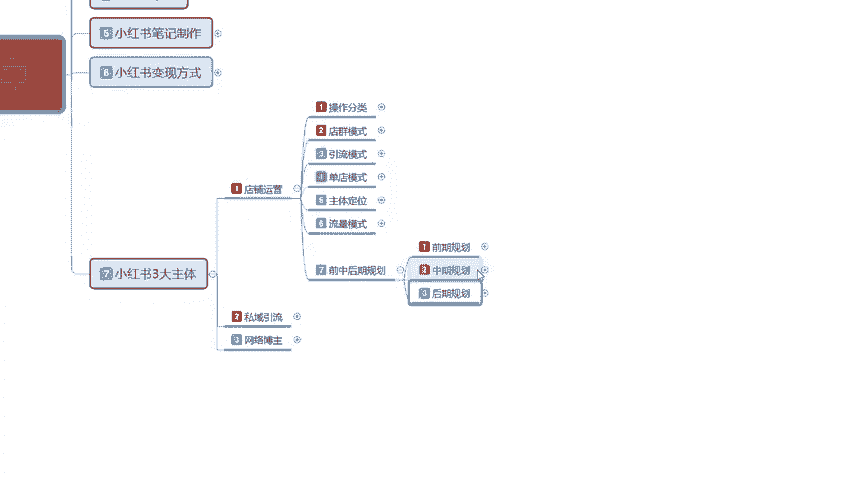 5 小红书笔记制作
6 小红书变现方式
1 操作分类
2 店群模式
3 引流模式
4 单店模式
5 主体定位
6 流量模式
1 店铺运营
7 前中后期规划
1 前期规划
2 中期规划
3 后期规划
7 小红书3大主体
2 私域引流
3 网络博主